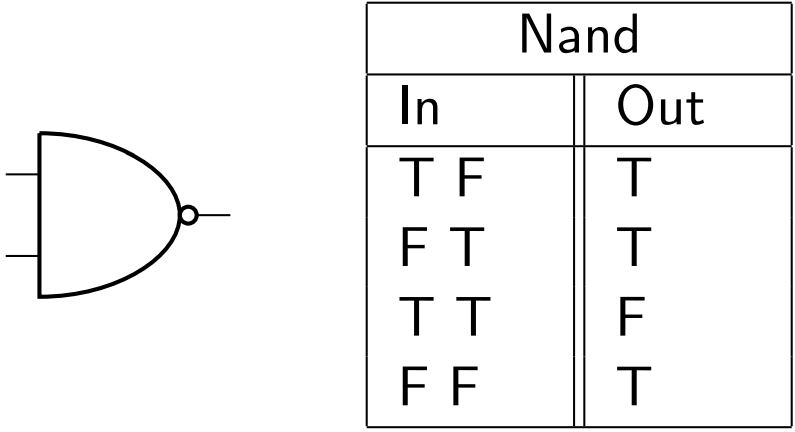 Nand
In Out
T F T
F T T
T T F
F F T